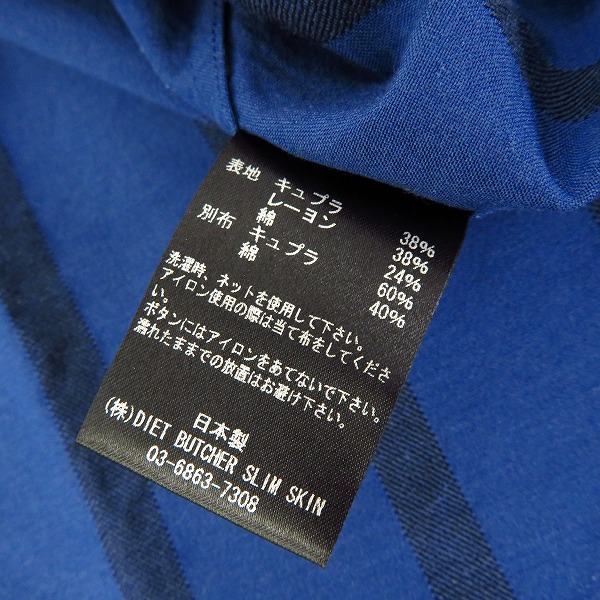 表地 キュプラ 38%
レーヨン 38%
綿 24%
別布 キュプラ 60%
綿 40%
洗濯時、ネットを使用して下さい。
アイロン使用の際は当て布をしてくださ
い。
ボタンにはアイロンをあてないで下さい。
濡れたままでの放置はお避け下さい。
日本製
(株)DIET BUTCHER SLIM SKIN
03-6863-7308